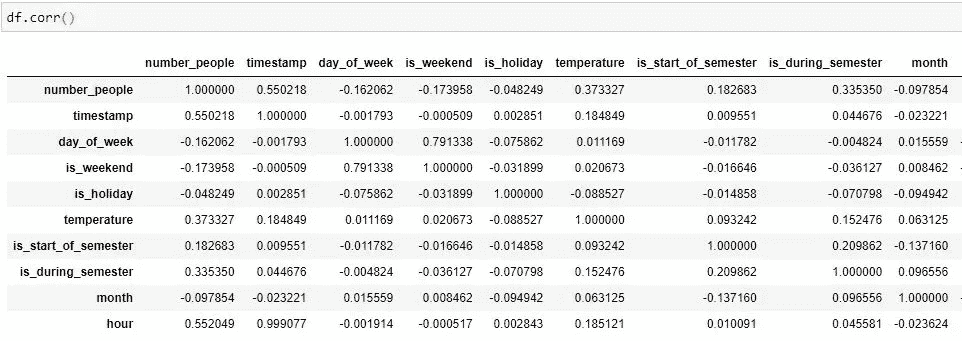 df.corr()
number_people timestamp day_of_week is_weekend is_holiday temperature is_start_of_semester is_during_semester month
number_people 1.000000 0.550218 -0.162062 -0.173958 -0.048249 0.373327 0.182683 0.335350 -0.097854
timestamp 0.550218 1.000000 -0.001793 -0.000509 0.002851 0.184849 0.009551 0.044676 -0.023221
day_of_week -0.162062 -0.001793 1.000000 0.791338 -0.075862 0.011169 -0.011782 -0.004824 0.015559
is_weekend -0.173958 -0.000509 0.791338 1.000000 -0.031899 0.020673 -0.016646 -0.036127 0.008462
is_holiday -0.048249 0.002851 -0.075862 -0.031899 1.000000 -0.088527 -0.014858 -0.070798 -0.094942
temperature 0.373327 0.184849 0.011169 0.020673 -0.088527 1.000000 0.093242 0.152476 0.063125
is_start_of_semester 0.182683 0.009551 -0.011782 -0.016646 -0.014858 0.093242 1.000000 0.209862 -0.137160
is_during_semester 0.335350 0.044676 -0.004824 -0.036127 -0.070798 0.152476 0.209862 1.000000 0.096556
month -0.097854 -0.023221 0.015559 0.008462 -0.094942 0.063125 -0.137160 0.096556 1.000000
hour 0.552049 0.999077 -0.001914 -0.000517 0.002843 0.185121 0.010091 0.045581 -0.023624